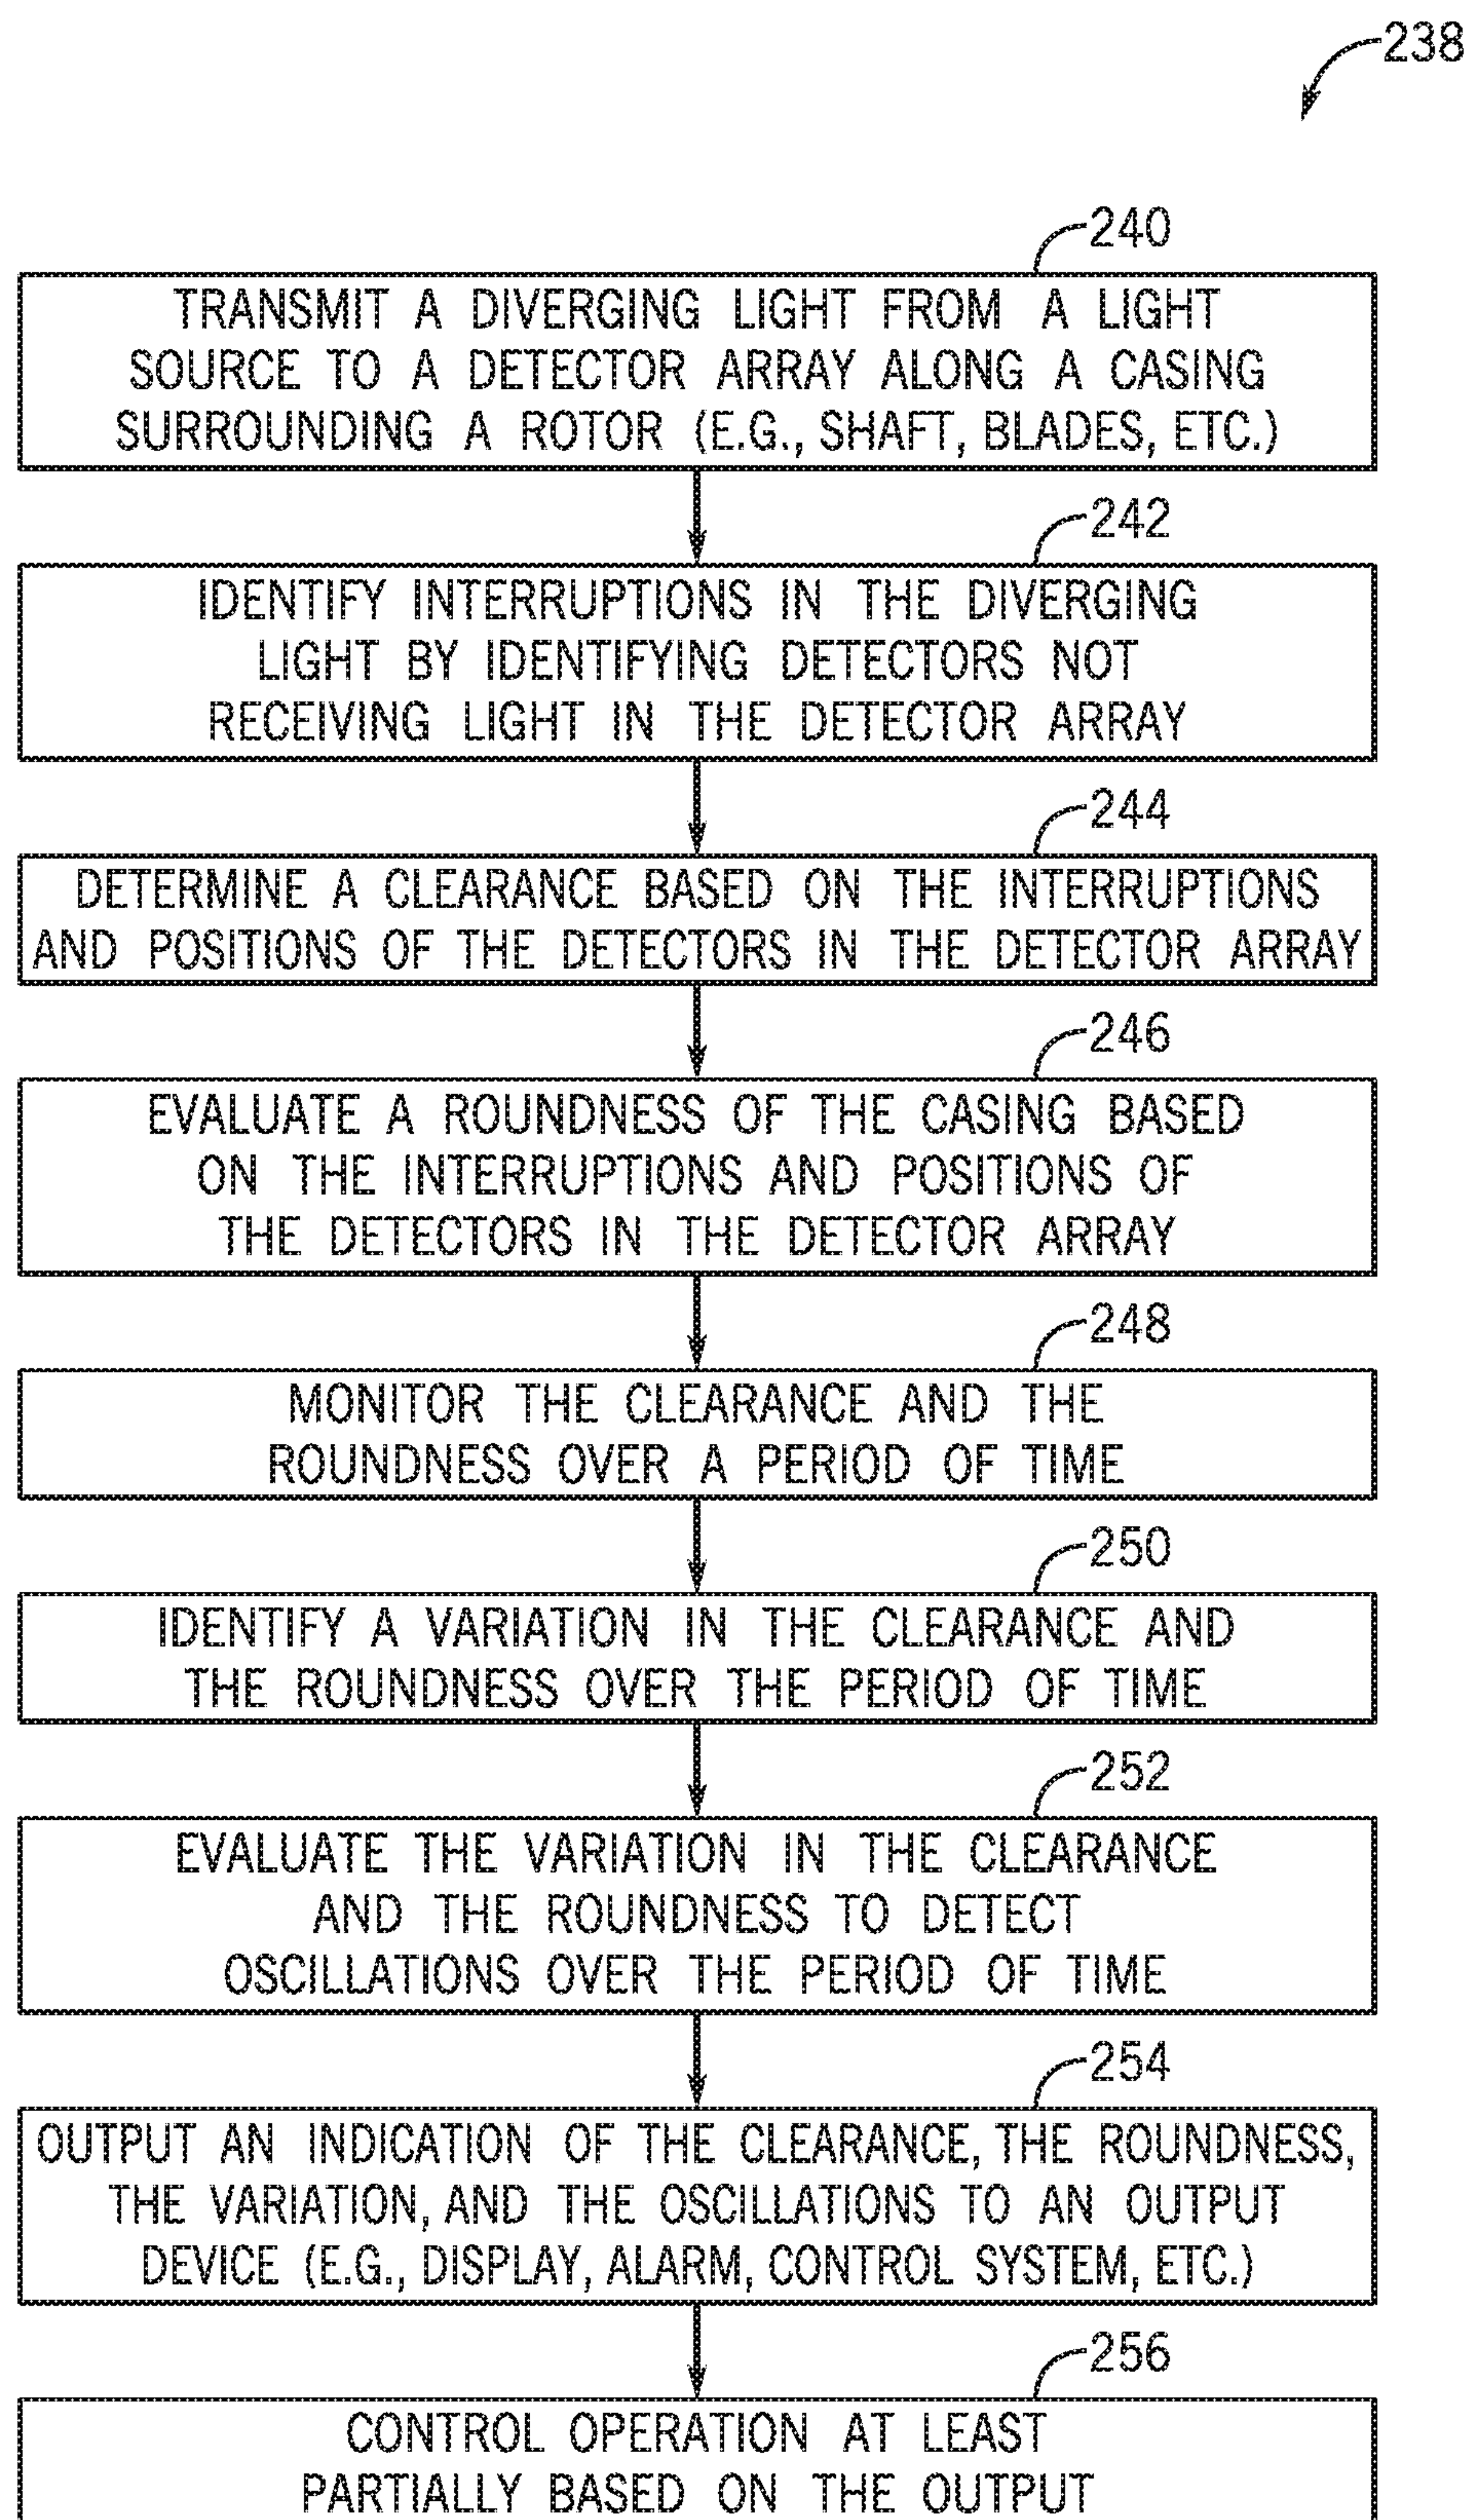 238
240
TRANSMIT A DIVERGING LIGHT FROM A LIGHT
SOURCE TO A DETECTOR ARRAY ALONG A CASING
SURROUNDING A ROTOR (E.G., SHAFT, BLADES, ETC.)
242
IDENTIFY INTERRUPTIONS IN THE DIVERGING
LIGHT BY IDENTIFYING DETECTORS NOT
RECEIVING LIGHT IN THE DETECTOR ARRAY
244
DETERMINE A CLEARANCE BASED ON THE INTERRUPTIONS
AND POSITIONS OF THE DETECTORS IN THE DETECTOR ARRAY
246
EVALUATE A ROUNDNESS OF THE CASING BASED
ON THE INTERRUPTIONS AND POSITIONS OF
THE DETECTORS IN THE DETECTOR ARRAY
248
MONITOR THE CLEARANCE AND THE
ROUNDNESS OVER A PERIOD OF TIME
250
IDENTIFY A VARIATION IN THE CLEARANCE AND
THE ROUNDNESS OVER THE PERIOD OF TIME
252
EVALUATE THE VARIATION IN THE CLEARANCE
AND THE ROUNDNESS TO DETECT
OSCILLATIONS OVER THE PERIOD OF TIME
254
OUTPUT AN INDICATION OF THE CLEARANCE, THE ROUNDNESS,
THE VARIATION, AND THE OSCILLATIONS TO AN OUTPUT
DEVICE (E.G., DISPLAY, ALARM, CONTROL SYSTEM, ETC.)
256
CONTROL OPERATION AT LEAST
PARTIALLY BASED ON THE OUTPUT